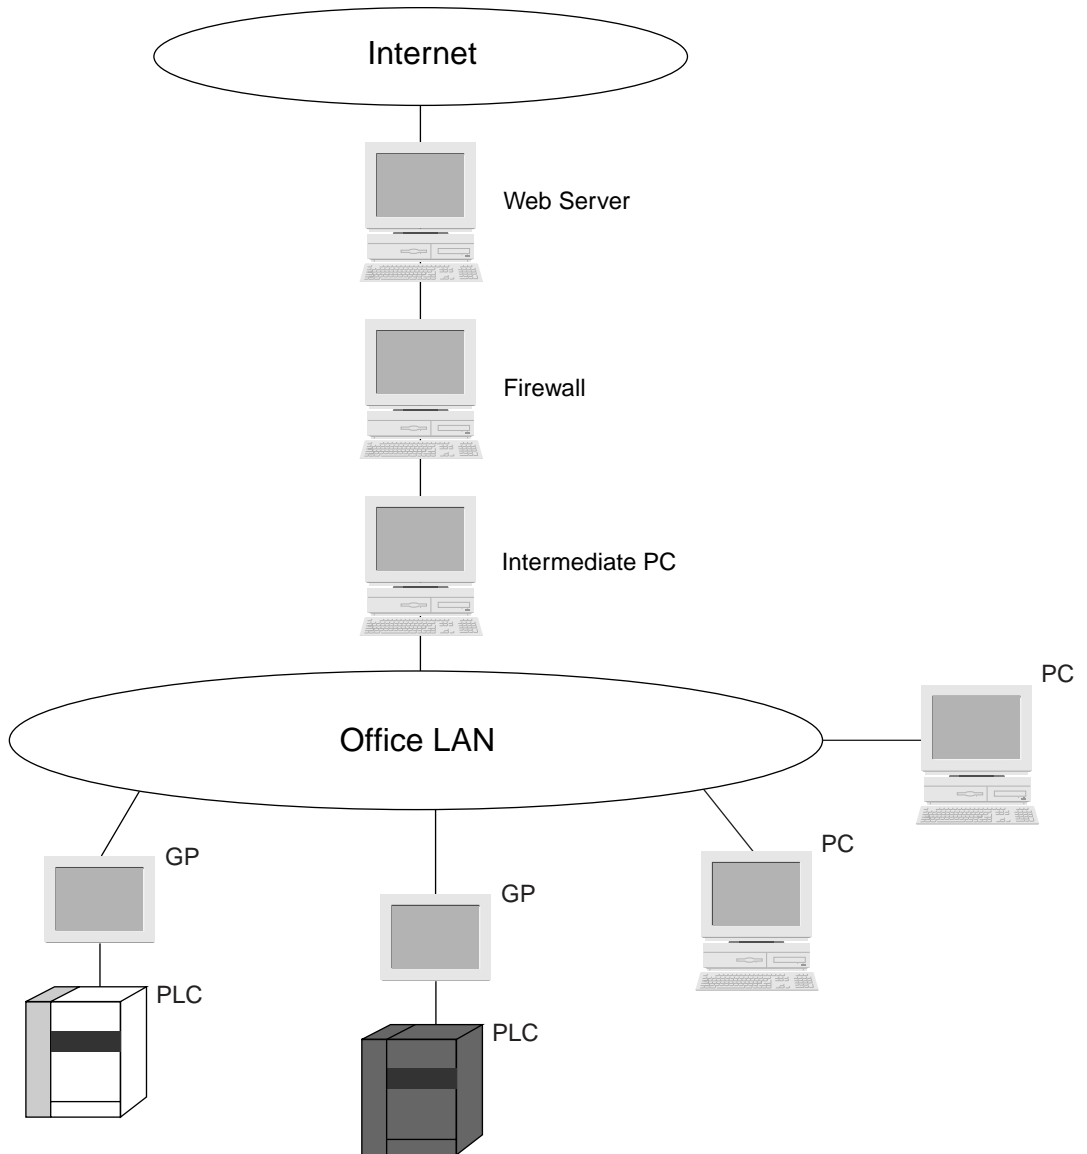 Internet
Web Server
Firewall
Intermediate PC
PC
Office LAN
PC
GP
GP
PLC
PLC